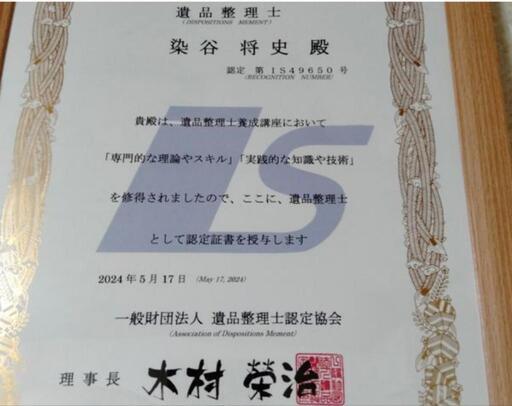 遺品整理士
(DISPOSITIONS MEMENT)
染谷 将史 殿
認定 第 IS49650 号
(RECOGNITION NUMBER)
貴殿は、遺品整理士養成講座において
「専門的な理論やスキル」「実践的な知識や技術」
を修得されましたので、ここに、遺品整理士
として認定証書を授与します
2024年5月17日 (May 17, 2024)
一般財団法人 遺品整理士認定協会
(Association of Dispositions Mement)
理事長 木村 榮治